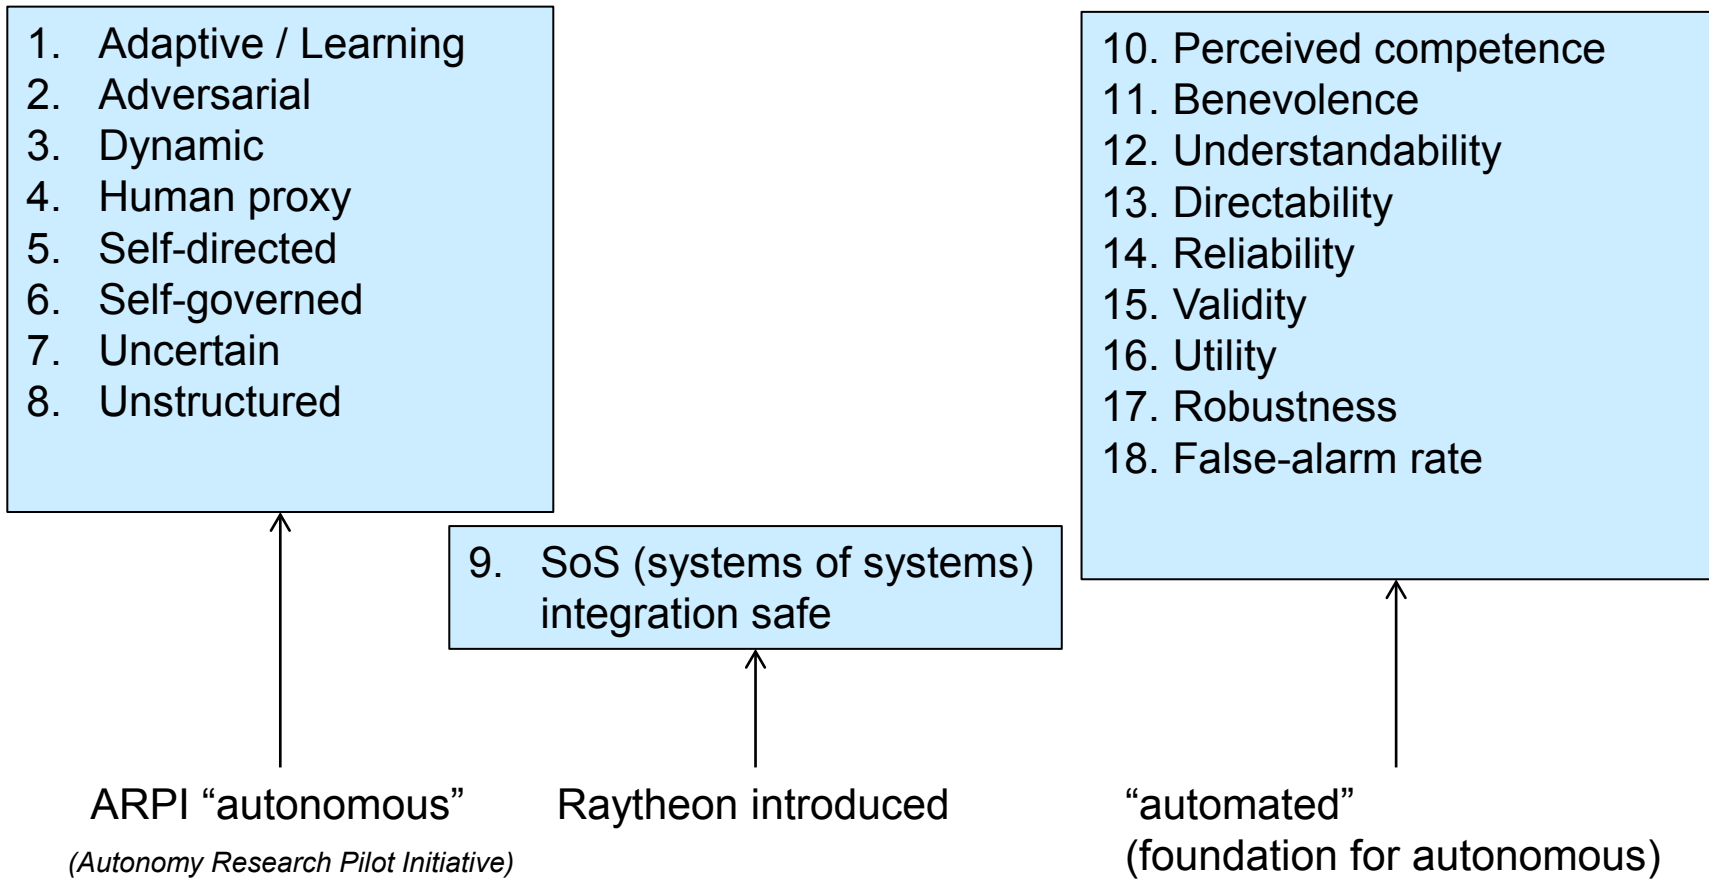 1. Adaptive / Learning
2. Adversarial
3. Dynamic
4. Human proxy
5. Self-directed
6. Self-governed
7. Uncertain
8. Unstructured
9. SoS (systems of systems)
integration safe
10. Perceived competence
11. Benevolence
12. Understandability
13. Directability
14. Reliability
15. Validity
16. Utility
17. Robustness
18. False-alarm rate
ARPI “autonomous”
(Autonomy Research Pilot Initiative)
Raytheon introduced
“automated”
(foundation for autonomous)